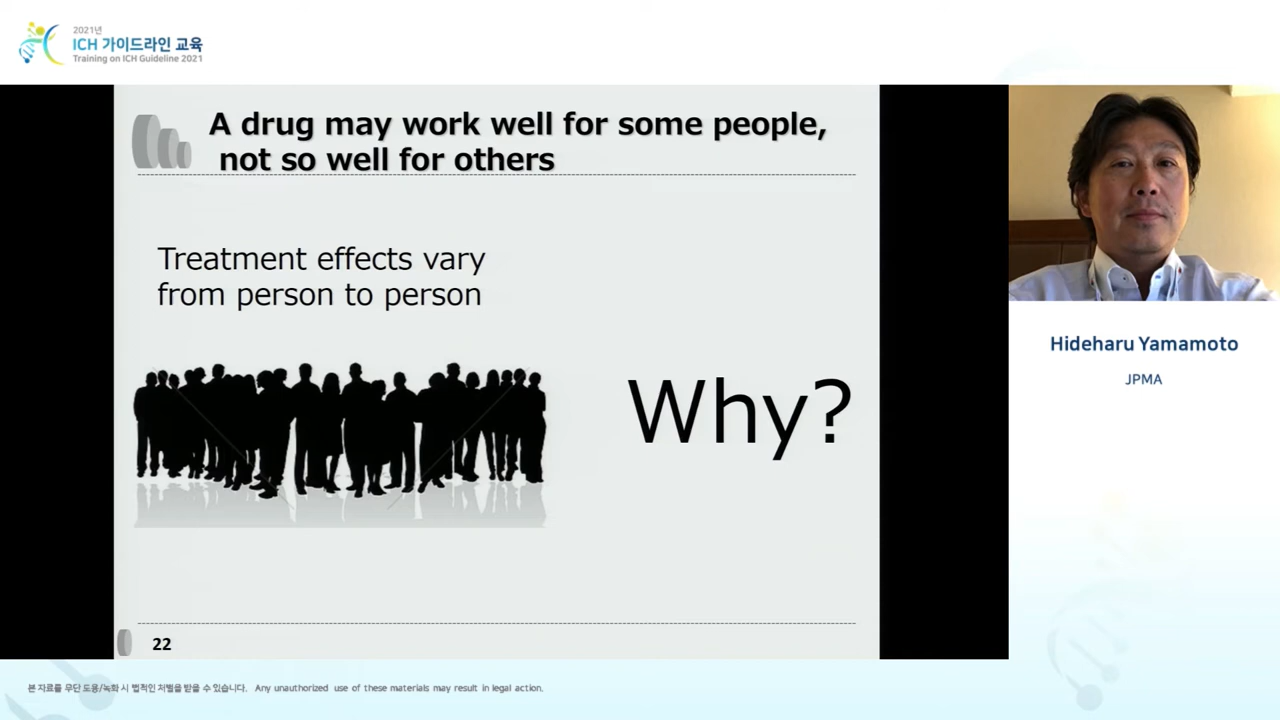 2021년
ICH 가이드라인 교육
Training on ICH Guideline 2021
A drug may work well for some people,
not so well for others
Treatment effects vary
from person to person
Why?
22
Hideharu Yamamoto
JPMA
본 자료를 무단 도용/녹화 시 법적인 처벌을 받을 수 있습니다. Any unauthorized use of these materials may result in legal action.